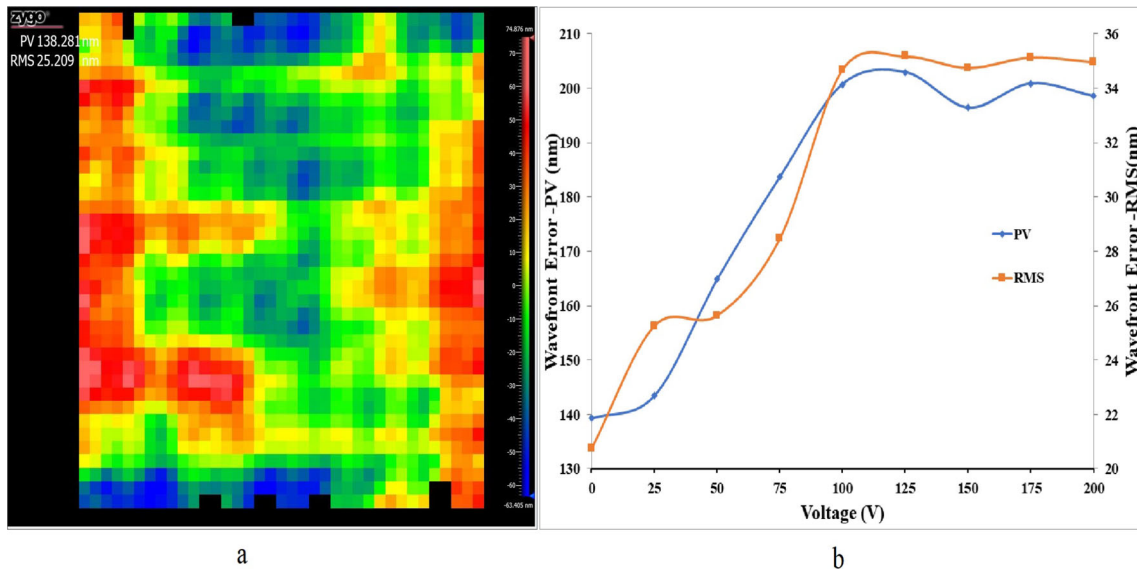 zygo
PV 138.281nm
RMS 25.209 nm
74.876 nm
70
60
50
40
30
20
10
0
-10
-20
-30
-40
-50
-60
-63.405 nm
a
Wavefront Error -PV (nm)
210
200
190
180
170
160
150
140
130
Wavefront Error -RMS(nm)
36
34
32
30
28
26
24
22
20
PV
RMS
0 25 50 75 100 125 150 175 200
Voltage (V)
b